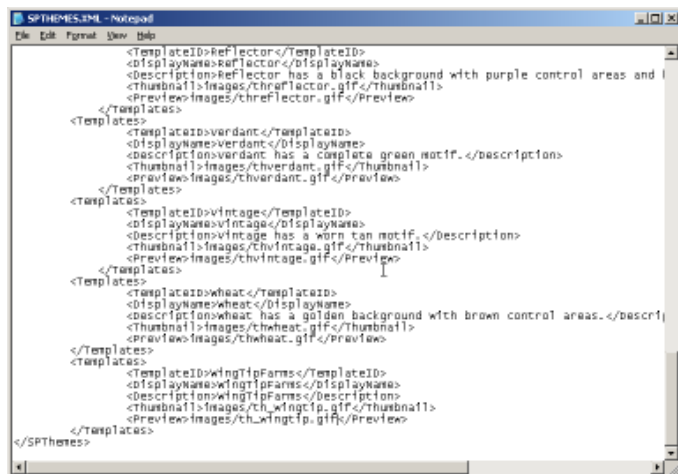 SPTHEMES.XML - Notepad
File Edit Format View Help
<TemplateID>Reflector</TemplateID>
<DisplayName>Reflector</DisplayName>
<Description>Reflector has a black background with purple control areas and
<Thumbnail>images/threflector.gif</Thumbnail>
<Preview>images/threflector.gif</Preview>
</Templates>
<Templates>
<TemplateID>Verdant</TemplateID>
<DisplayName>Verdant</DisplayName>
<Description>Verdant has a complete green motif.</Description>
<Thumbnail>images/thverdant.gif</Thumbnail>
<Preview>images/thverdant.gif</Preview>
</Templates>
<Templates>
<TemplateID>Vintage</TemplateID>
<DisplayName>Vintage</DisplayName>
<Description>Vintage has a worn tan motif.</Description>
<Thumbnail>images/thvintage.gif</Thumbnail>
<Preview>images/thvintage.gif</Preview>
</Templates>
<Templates>
<TemplateID>Wheat</TemplateID>
<DisplayName>Wheat</DisplayName>
<Description>Wheat has a golden background with brown control areas.</Descri
<Thumbnail>images/thwheat.gif</Thumbnail>
<Preview>images/thwheat.gif</Preview>
</Templates>
<Templates>
<TemplateID>WingTipFarms</TemplateID>
<DisplayName>WingTipFarms</DisplayName>
<Description>WingTipFarms</Description>
<Thumbnail>images/th_wingtip.gif</Thumbnail>
<Preview>images/th_wingtip.gif</Preview>
</Templates>
</SPThemes>